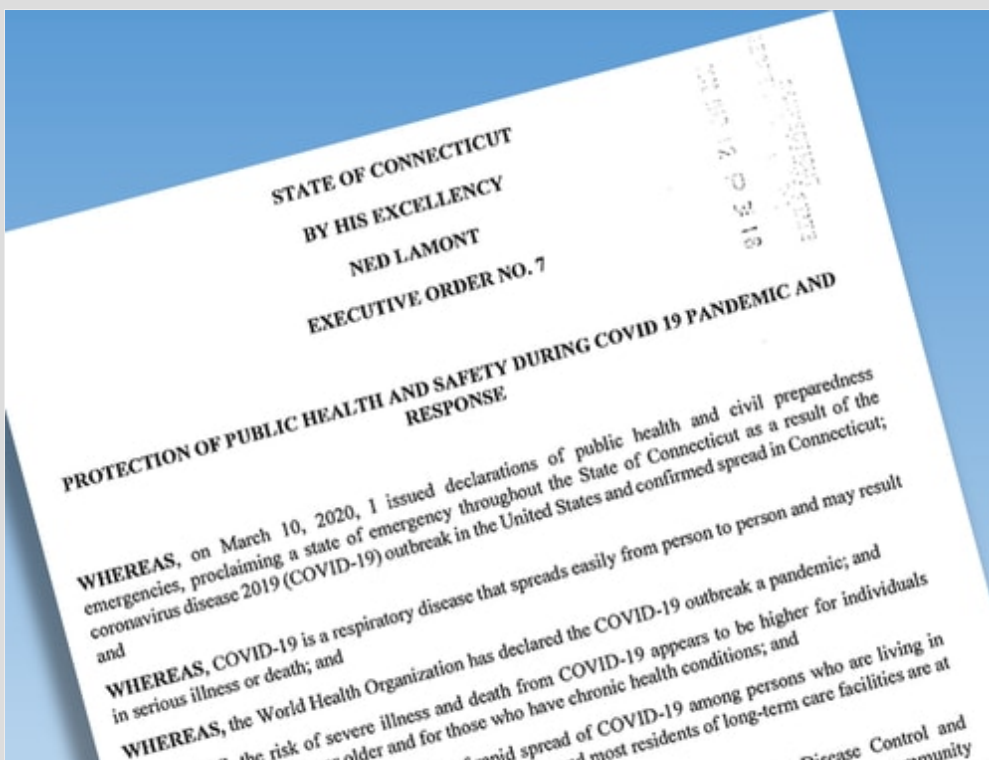 STATE OF CONNECTICUT
BY HIS EXCELLENCY
NED LAMONT
EXECUTIVE ORDER NO. 7
PROTECTION OF PUBLIC HEALTH AND SAFETY DURING COVID 19 PANDEMIC AND
RESPONSE
WHEREAS, on March 10, 2020, I issued declarations of public health and civil preparedness
emergencies, proclaiming a state of emergency throughout the State of Connecticut as a result of the
coronavirus disease 2019 (COVID-19) outbreak in the United States and confirmed spread in Connecticut;
and
WHEREAS, COVID-19 is a respiratory disease that spreads easily from person to person and may result
in serious illness or death; and
WHEREAS, the World Health Organization has declared the COVID-19 outbreak a pandemic; and
the risk of severe illness and death from COVID-19 appears to be higher for individuals
older and for those who have chronic health conditions; and
spread of COVID-19 among persons who are living in
and most residents of long-term care facilities are at
Disease Control and